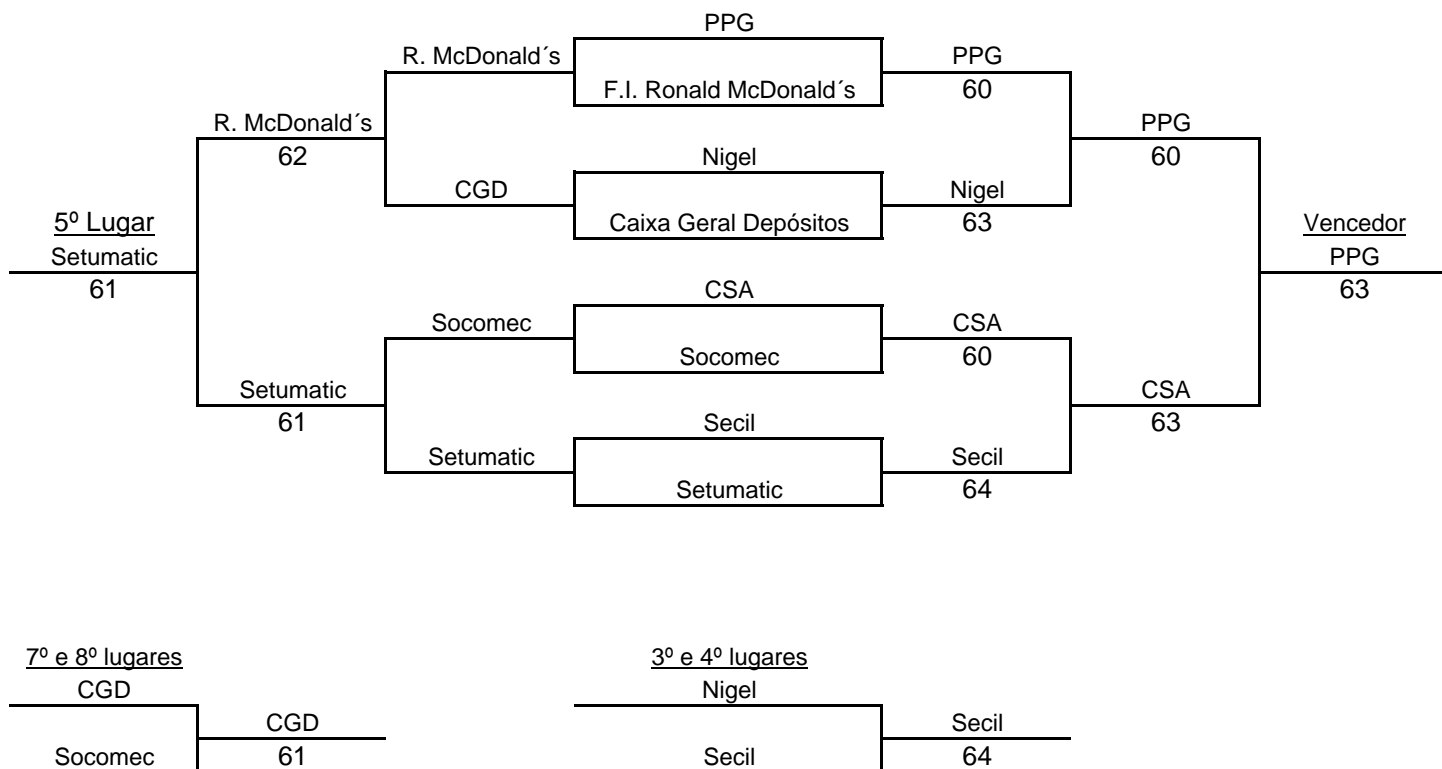 PPG
R. McDonald´s PPG
F.I. Ronald McDonald´s 60
R. McDonald´s PPG
62 Nigel 60
CGD Nigel
5º Lugar Caixa Geral Depósitos 63 Vencedor
Setumatic PPG
61 CSA 63
Socomec CSA
Socomec 60
Setumatic CSA
61 Secil 63
Setumatic Secil
Setumatic 64
7º e 8º lugares 3º e 4º lugares
CGD Nigel
CGD Secil
Socomec 61 Secil 64